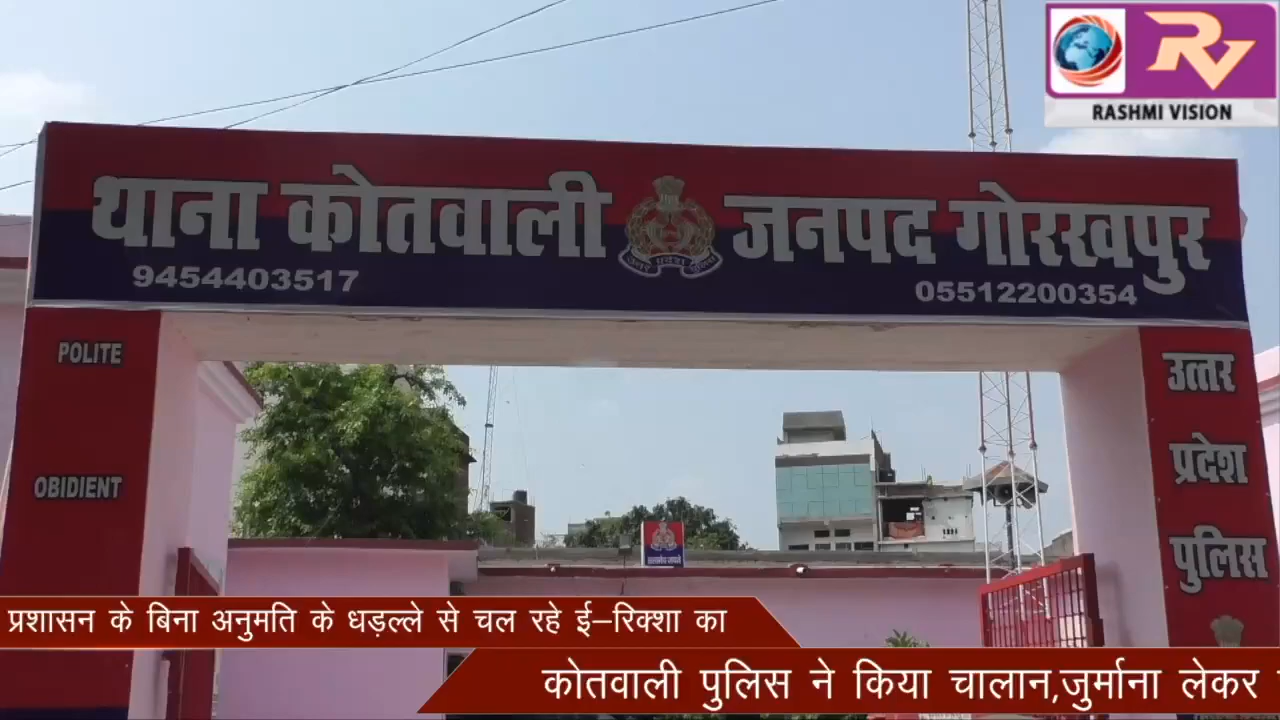 RASHMI VISION
थाना कोतवाली जनपद गोरखपुर
9454403517 05512200354
POLITE
OBIDIENT
उत्तर
प्रदेश
पुलिस
प्रशासन के बिना अनुमति के धड़ल्ले से चल रहे ई-रिक्शा का
कोतवाली पुलिस ने किया चालान,जुर्माना लेकर